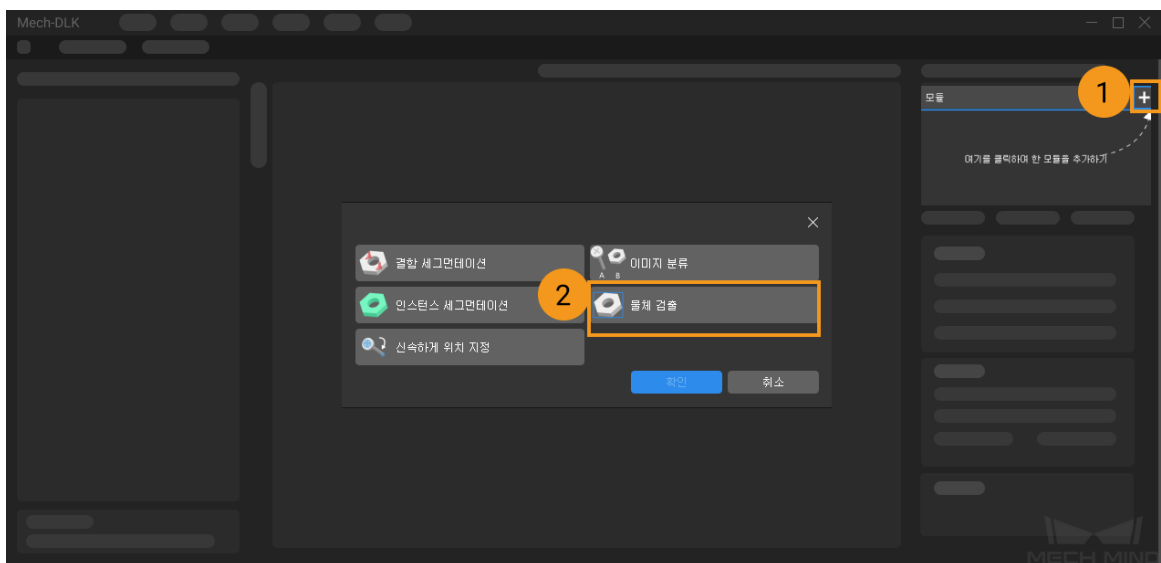 Mech-DLK
1
모듈
여기를 클릭하여 한 모듈을 추가하기
결함 세그먼테이션
이미지 분류
A B
인스턴스 세그먼테이션
2
물체 검출
신속하게 위치 지정
확인
취소
MECH MIND